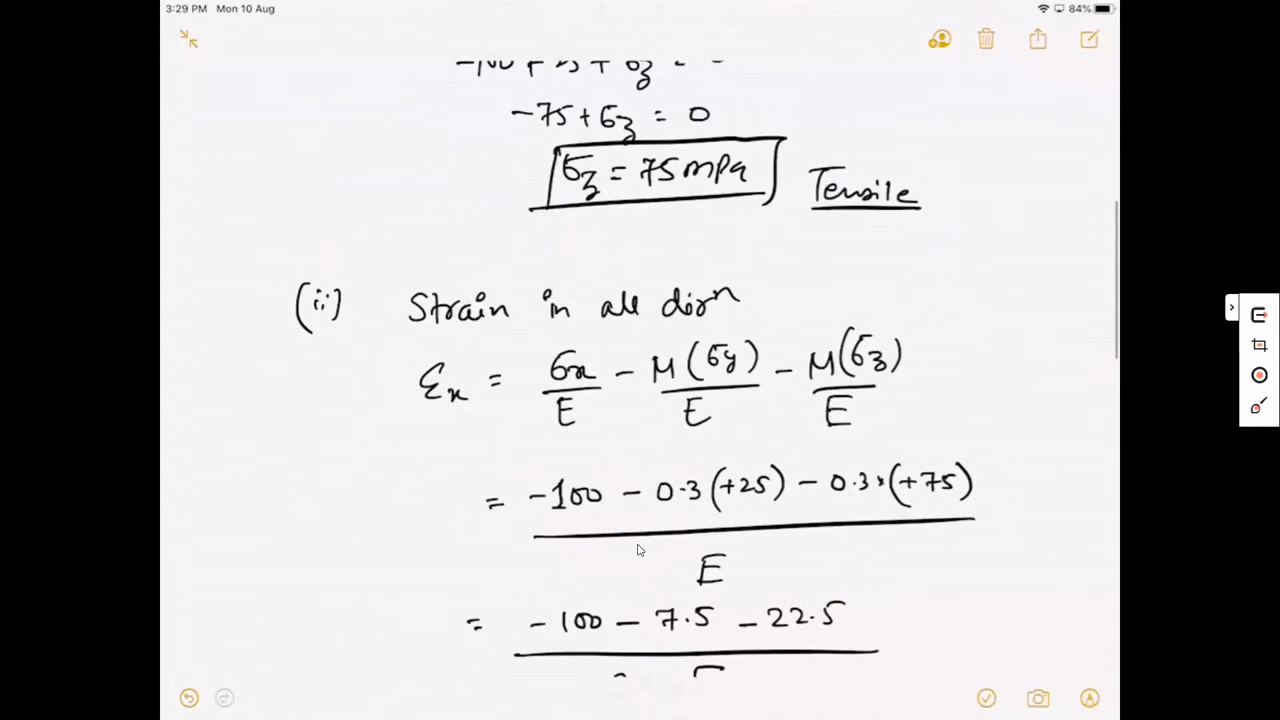 3:29 PM Mon 10 Aug
84%
-75 + σz = 0
σz = 75 mPa Tensile
(ii) Strain in all dirn
Ɛx = σx/E - μ(σy)/E - μ(σz)/E
= -100 - 0.3(+25) - 0.3×(+75)
E
= -100 - 7.5 - 22.5